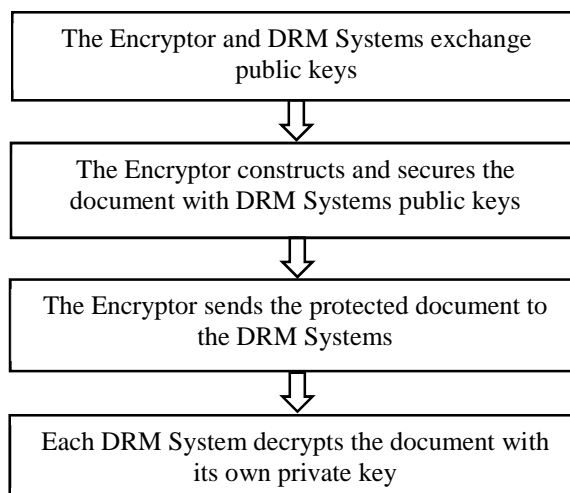 The Encryptor and DRM Systems exchange
public keys
The Encryptor constructs and secures the
document with DRM Systems public keys
The Encryptor sends the protected document to
the DRM Systems
Each DRM System decrypts the document with
its own private key